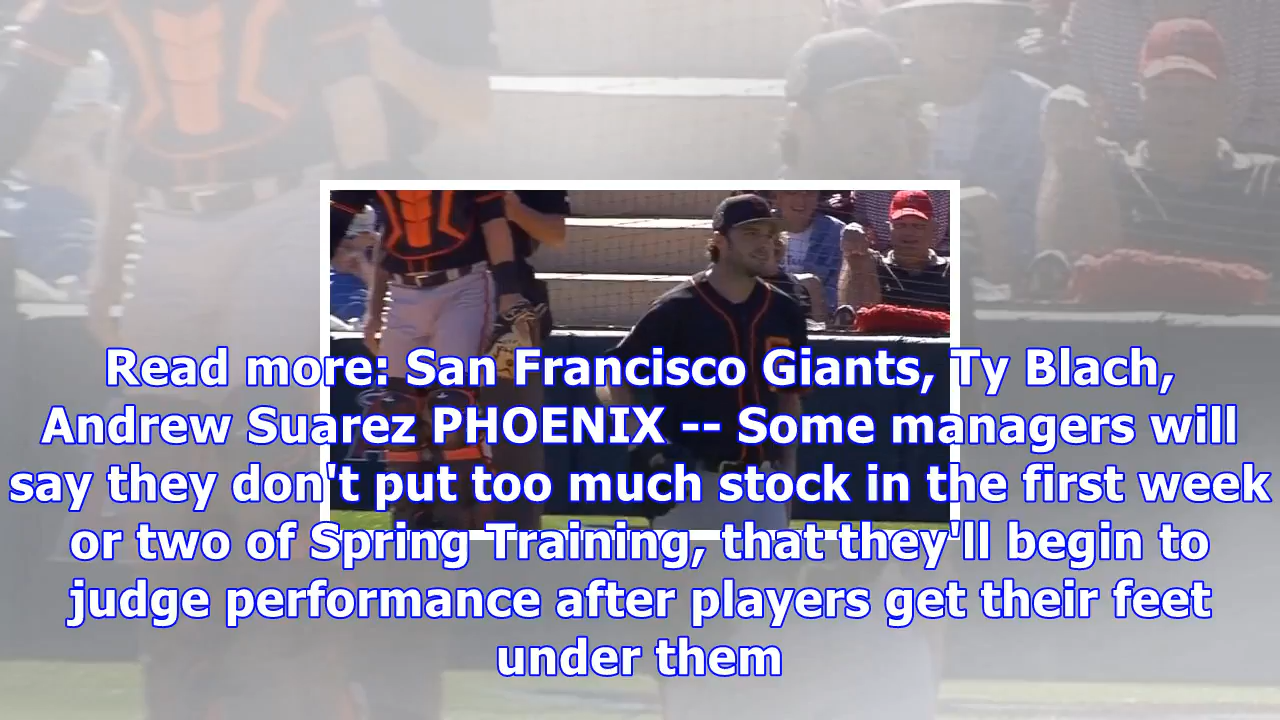 Read more: San Francisco Giants, Ty Blach,
Andrew Suarez PHOENIX -- Some managers will
say they don't put too much stock in the first week
or two of Spring Training, that they'll begin to
judge performance after players get their feet
under them